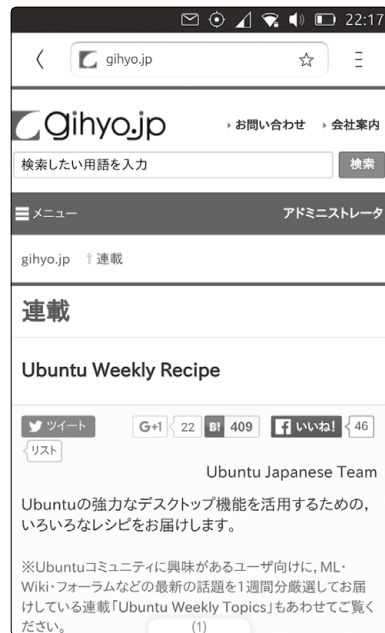 22:17
gihyo.jp
gihyo.jp
お問い合わせ 会社案内
検索したい用語を入力 検索
メニュー アドミニストレータ
gihyo.jp 連載
連載
Ubuntu Weekly Recipe
ツイート G+1 22 B! 409 いいね! 46
リスト
Ubuntu Japanese Team
Ubuntuの強力なデスクトップ機能を活用するための,
いろいろなレシピをお届けします。
※Ubuntuコミュニティに興味があるユーザ向けに, ML・
Wiki・フォーラムなどの最新の話題を1週間分厳選してお届
けしている連載「Ubuntu Weekly Topics」もあわせてご覧く
ださい。
(1)